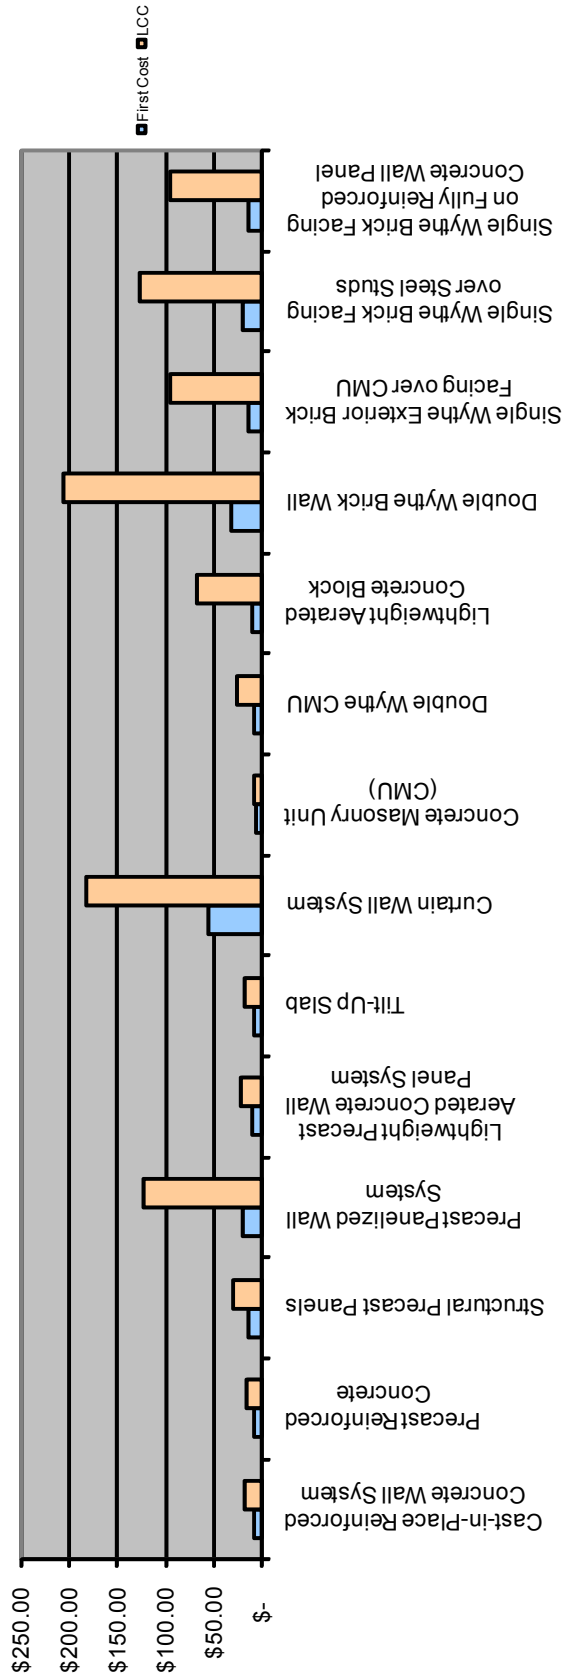 $250.00
$200.00
$150.00
$100.00
$50.00
$-
Cast-in-Place Reinforced
Concrete Wall System
Precast Reinforced
Concrete
Structural Precast Panels
Precast Panelized Wall
System
Lightweight Precast
Aerated Concrete Wall
Panel System
Tilt-Up Slab
Curtain Wall System
Concrete Masonry Unit
(CMU)
Double Wythe CMU
Lightweight Aerated
Concrete Block
Double Wythe Brick Wall
Single Wythe Exterior Brick
Facing over CMU
Single Wythe Brick Facing
over Steel Studs
Single Wythe Brick Facing
on Fully Reinforced
Concrete Wall Panel
First Cost
LCC